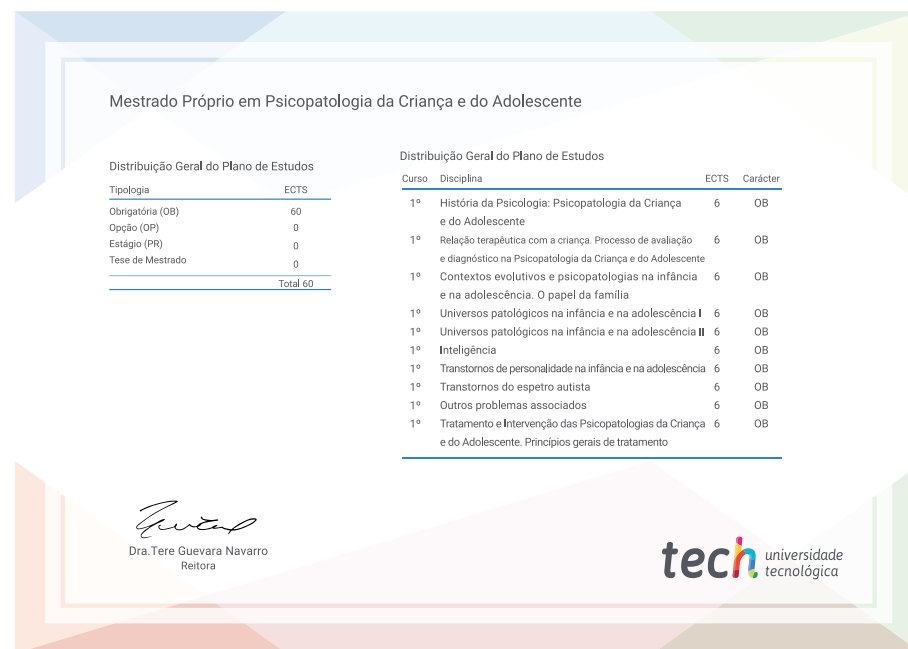 Mestrado Próprio em Psicopatologia da Criança e do Adolescente
Distribuição Geral do Plano de Estudos
Tipologia ECTS
Obrigatória (OB) 60
Opção (OP) 0
Estágio (PR) 0
Tese de Mestrado 0
Total 60
Distribuição Geral do Plano de Estudos
Curso Disciplina ECTS Carácter
1º História da Psicologia: Psicopatologia da Criança 6 OB
e do Adolescente
1º Relação terapêutica com a criança. Processo de avaliação 6 OB
e diagnóstico na Psicopatologia da Criança e do Adolescente
1º Contextos evolutivos e psicopatologias na infância 6 OB
e na adolescência. O papel da família
1º Universos patológicos na infância e na adolescência I 6 OB
1º Universos patológicos na infância e na adolescência II 6 OB
1º Inteligência 6 OB
1º Transtornos de personalidade na infância e na adolescência 6 OB
1º Transtornos do espetro autista 6 OB
1º Outros problemas associados 6 OB
1º Tratamento e Intervenção das Psicopatologias da Criança 6 OB
e do Adolescente. Princípios gerais de tratamento
Dra.Tere Guevara Navarro
Reitora
tech universidade
tecnológica